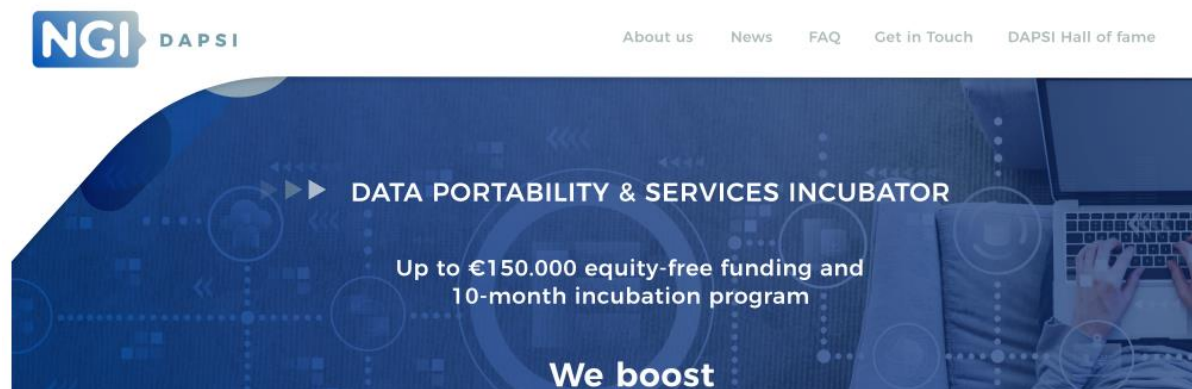 NGI DAPSI
About us News FAQ Get in Touch DAPSI Hall of fame
DATA PORTABILITY & SERVICES INCUBATOR
Up to €150.000 equity-free funding and
10-month incubation program
We boost